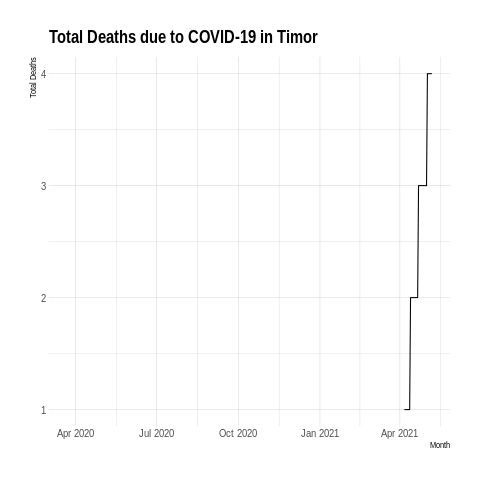 Total Deaths due to COVID-19 in Timor
Total Deaths
4
3
2
1
Apr 2020
Jul 2020
Oct 2020
Jan 2021
Apr 2021
Month